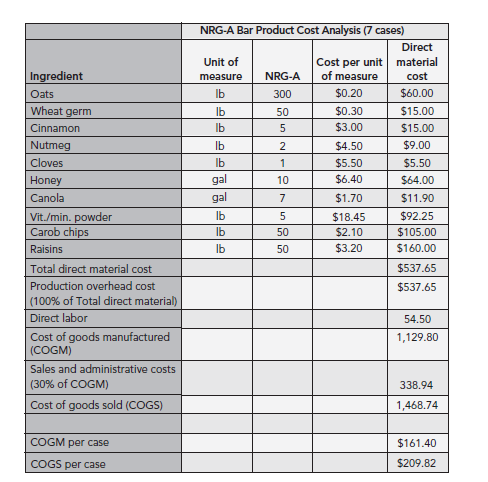 NRG-A Bar Product Cost Analysis (7 cases)
Ingredient Unit of measure NRG-A Cost per unit of measure Direct material cost
Oats lb 300 $0.20 $60.00
Wheat germ lb 50 $0.30 $15.00
Cinnamon lb 5 $3.00 $15.00
Nutmeg lb 2 $4.50 $9.00
Cloves lb 1 $5.50 $5.50
Honey gal 10 $6.40 $64.00
Canola gal 7 $1.70 $11.90
Vit./min. powder lb 5 $18.45 $92.25
Carob chips lb 50 $2.10 $105.00
Raisins lb 50 $3.20 $160.00
Total direct material cost $537.65
Production overhead cost $537.65
(100% of Total direct material)
Direct labor 54.50
Cost of goods manufactured 1,129.80
(COGM)
Sales and administrative costs
(30% of COGM) 338.94
Cost of goods sold (COGS) 1,468.74
COGM per case $161.40
COGS per case $209.82